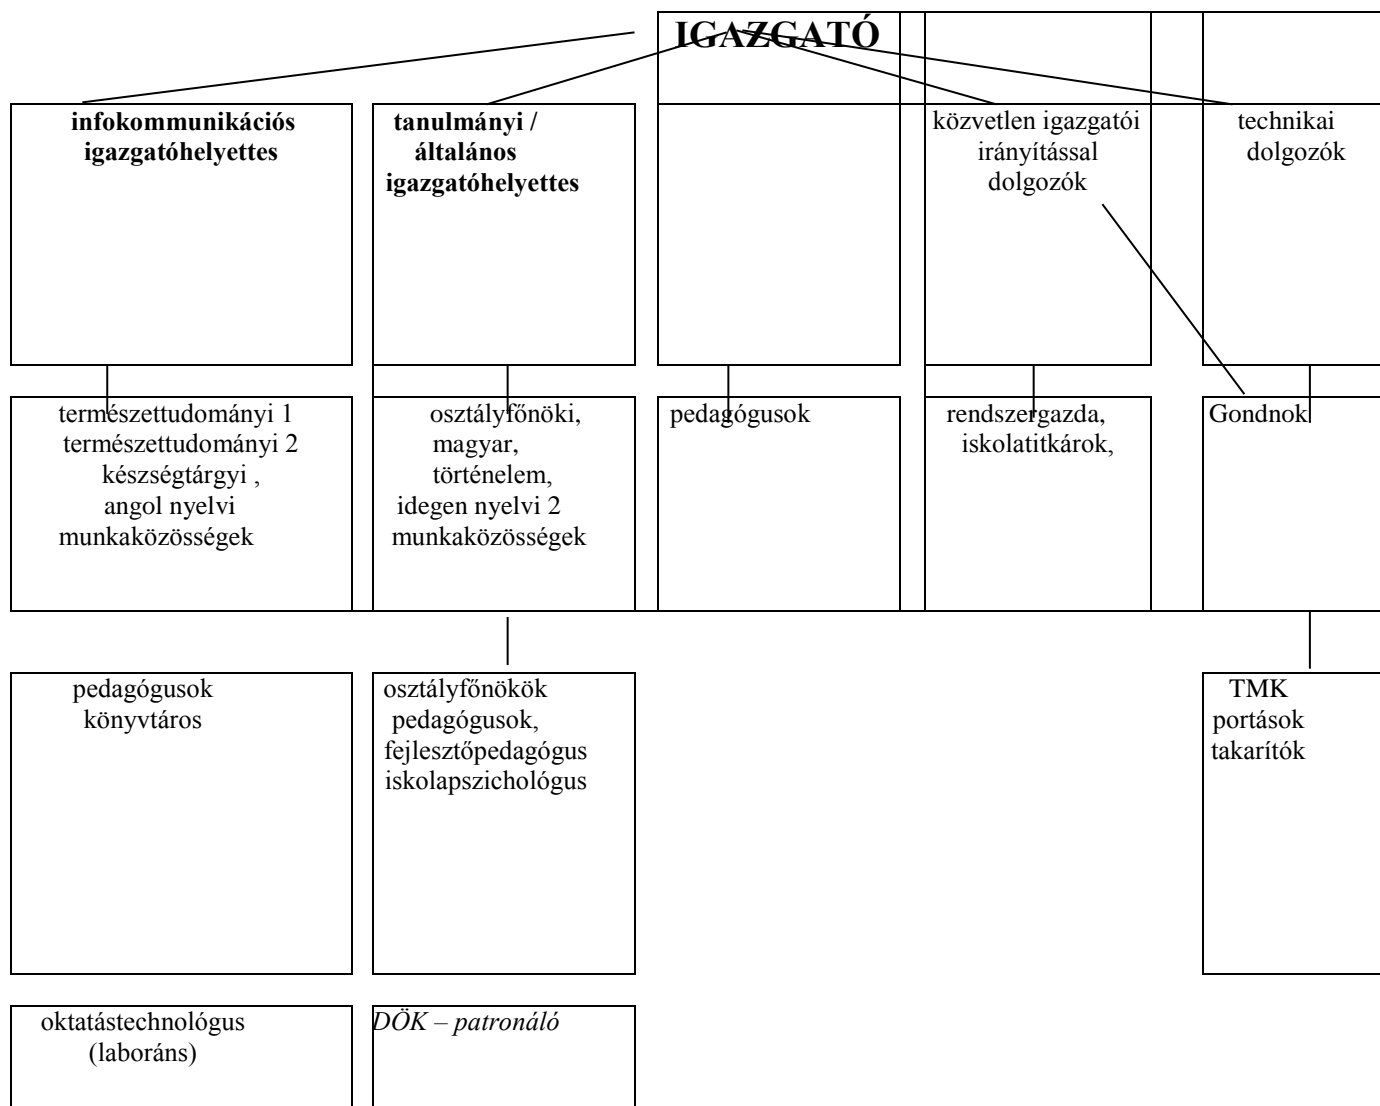 IGAZGATÓ
infokommunikációs
igazgatóhelyettes
tanulmányi /
általános
igazgatóhelyettes
közvetlen igazgatói
irányítással
dolgozók
technikai
dolgozók
természettudományi 1
természettudományi 2
készségtárgyi ,
angol nyelvi
munkaközösségek
osztályfőnöki,
magyar,
történelem,
idegen nyelvi 2
munkaközösségek
pedagógusok
rendszergazda,
iskolatitkárok,
Gondnok
pedagógusok
könyvtáros
osztályfőnökök
pedagógusok,
fejlesztőpedagógus
iskolapszichológus
TMK
portások
takarítók
oktatástechnológus
(laboráns)
DÖK – patronáló